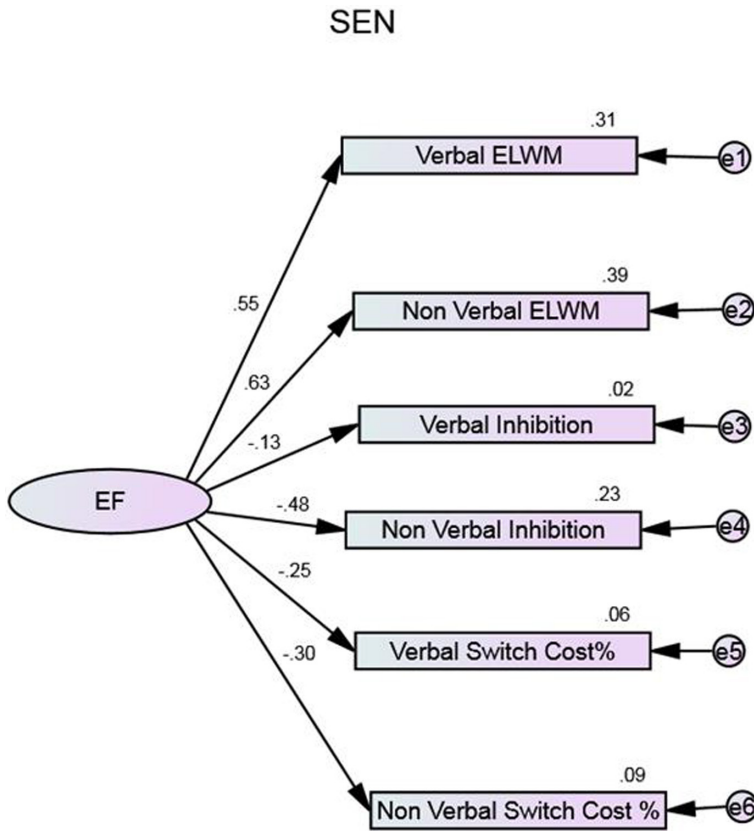 SEN
.31
Verbal ELWM
e1
.55
.39
Non Verbal ELWM
e2
.63
.02
Verbal Inhibition
e3
-.13
EF
-.48
.23
Non Verbal Inhibition
e4
-.25
.06
Verbal Switch Cost%
e5
-.30
.09
Non Verbal Switch Cost %
e6